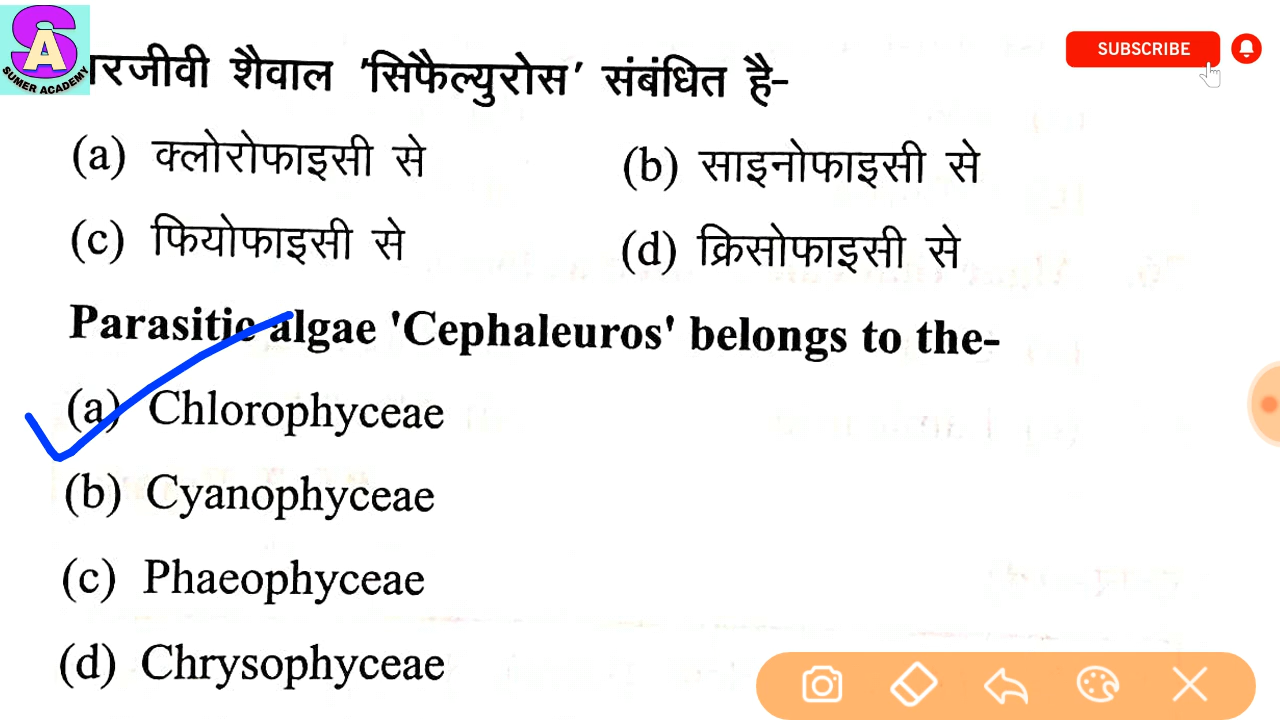 SA
SUMER ACADEMY
SUBSCRIBE
रजीवी शैवाल 'सिफैल्युरोस' संबंधित है-
(a) क्लोरोफाइसी से (b) साइनोफाइसी से
(c) फियोफाइसी से (d) क्रिसोफाइसी से
Parasitic algae 'Cephaleuros' belongs to the-
(a) Chlorophyceae
(b) Cyanophyceae
(c) Phaeophyceae
(d) Chrysophyceae